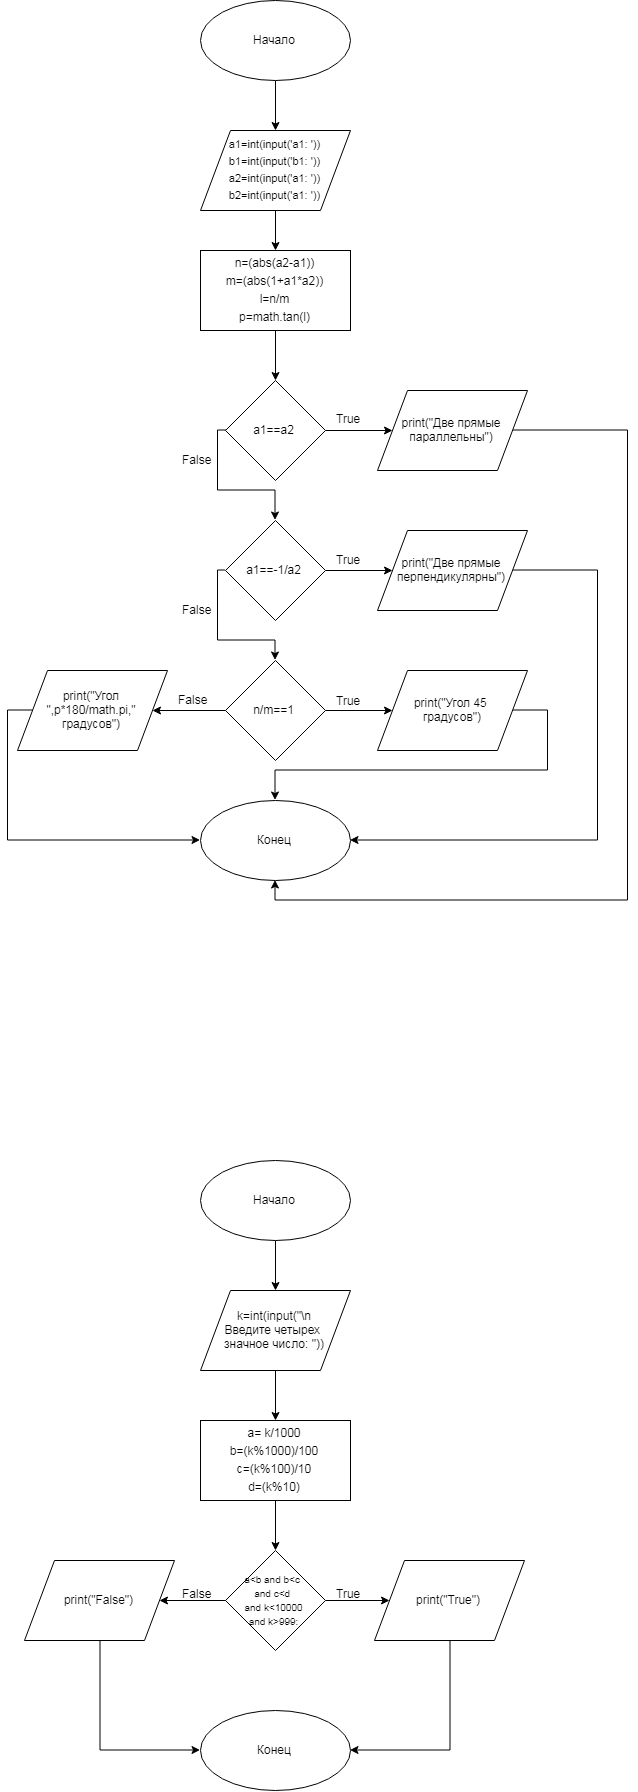 Начало
a1=int(input('a1: '))
b1=int(input('b1: '))
a2=int(input('a1: '))
b2=int(input('a1: '))
n=(abs(a2-a1))
m=(abs(1+a1*a2))
l=n/m
p=math.tan(l)
a1==a2
True
print("Две прямые
параллельны")
False
a1==-1/a2
True
print("Две прямые
перпендикулярны")
False
print("Угол
",p*180/math.pi,"
градусов")
False
n/m==1
True
print("Угол 45
градусов")
Конец
Начало
k=int(input("\n
Введите четырех
значное число: "))
a= k/1000
b=(k%1000)/100
c=(k%100)/10
d=(k%10)
print("False")
False
a<b and b<c
and c<d
and k<10000
and k>999:
True
print("True")
Конец